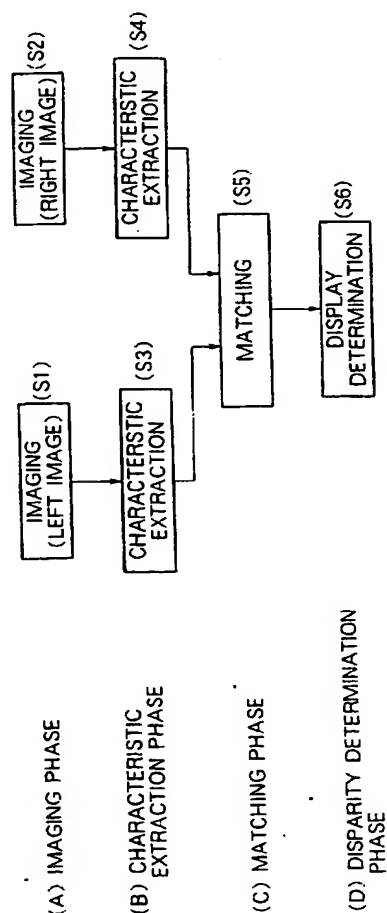 (A) IMAGING PHASE
IMAGING
(LEFT IMAGE)
(S1)
IMAGING
(RIGHT IMAGE)
(S2)
(B) CHARACTERISTIC
EXTRACTION PHASE
CHARACTERSTIC
EXTRACTION
(S3)
CHARACTERSTIC
EXTRACTION
(S4)
(C) MATCHING PHASE
MATCHING
(S5)
(D) DISPARITY DETERMINATION
PHASE
DISPLAY
DETERMINATION
(S6)